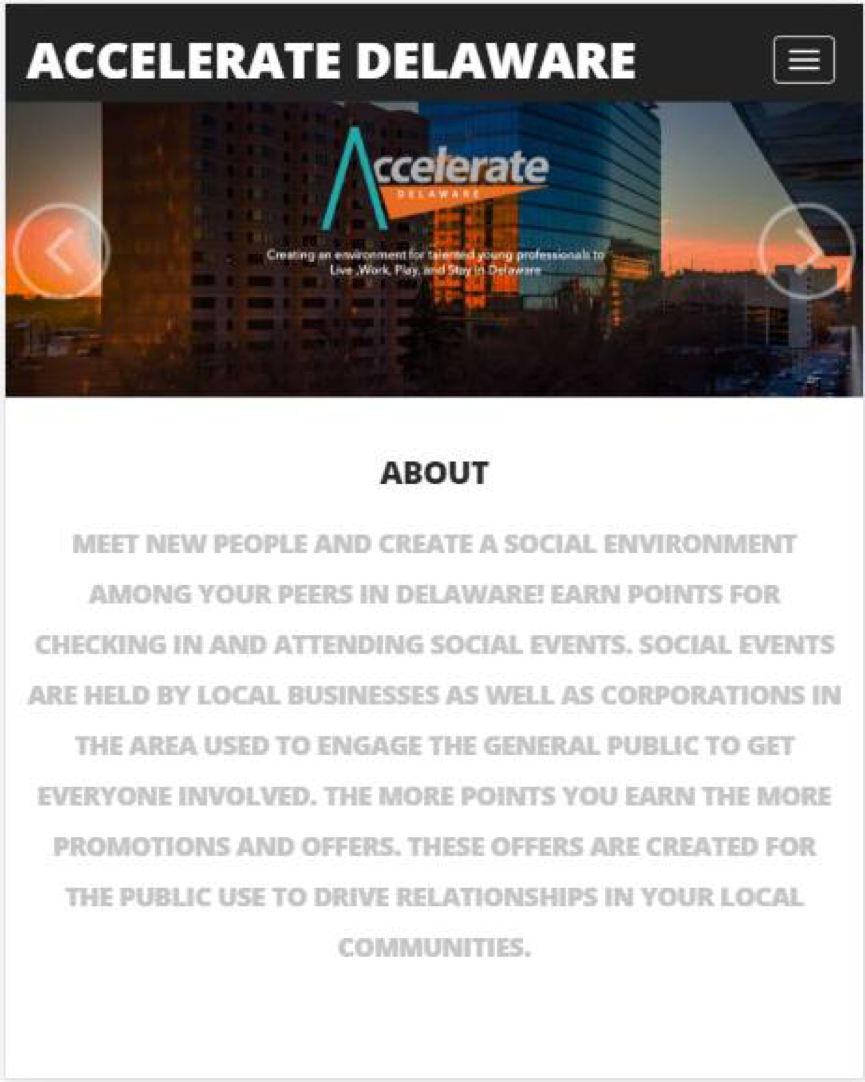 ACCELERATE DELAWARE
Accelerate
DELAWARE
Creating an environment for talented young professionals to
Live ,Work, Play, and Stay in Delaware
ABOUT
MEET NEW PEOPLE AND CREATE A SOCIAL ENVIRONMENT
AMONG YOUR PEERS IN DELAWARE! EARN POINTS FOR
CHECKING IN AND ATTENDING SOCIAL EVENTS. SOCIAL EVENTS
ARE HELD BY LOCAL BUSINESSES AS WELL AS CORPORATIONS IN
THE AREA USED TO ENGAGE THE GENERAL PUBLIC TO GET
EVERYONE INVOLVED. THE MORE POINTS YOU EARN THE MORE
PROMOTIONS AND OFFERS. THESE OFFERS ARE CREATED FOR
THE PUBLIC USE TO DRIVE RELATIONSHIPS IN YOUR LOCAL
COMMUNITIES.